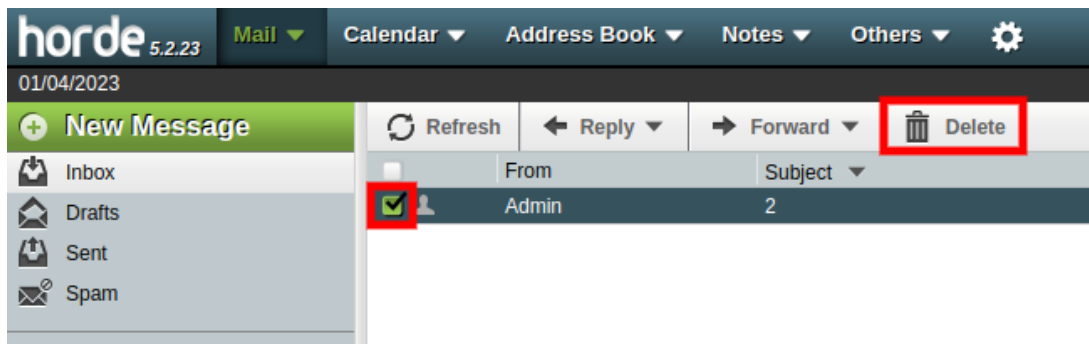 horde 5.2.23 Mail Calendar Address Book Notes Others
01/04/2023
New Message Refresh Reply Forward Delete
Inbox From Subject
Drafts Admin 2
Sent
Spam